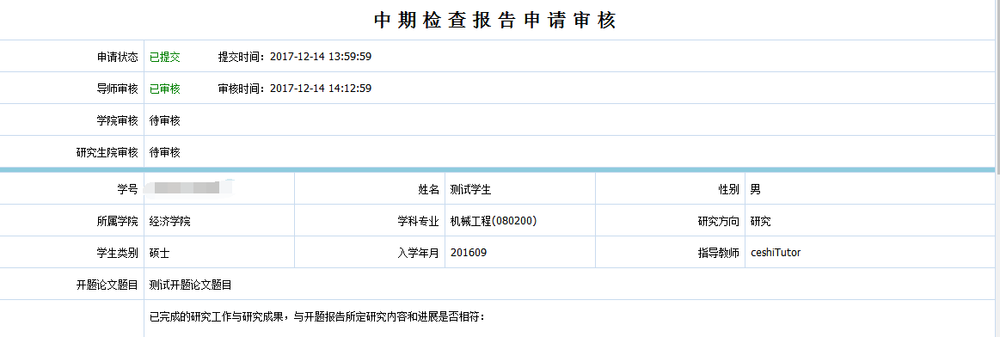 中期检查报告申请审核
申请状态 已提交 提交时间：2017-12-14 13:59:59
导师审核 已审核 审核时间：2017-12-14 14:12:59
学院审核 待审核
研究生院审核 待审核
学号 姓名 测试学生 性别 男
所属学院 经济学院 学科专业 机械工程(080200) 研究方向 研究
学生类别 硕士 入学年月 201609 指导教师 ceshiTutor
开题论文题目 测试开题论文题目
已完成的研究工作与研究成果，与开题报告所定研究内容和进展是否相符：